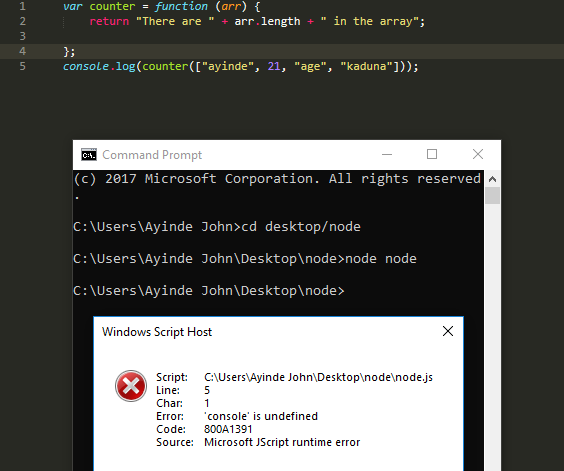 1 var counter = function (arr) {
2 return "There are " + arr.length + " in the array";
3
4 };
5 console.log(counter(["ayinde", 21, "age", "kaduna"]));
Command Prompt
(c) 2017 Microsoft Corporation. All rights reserved
.
C:\Users\Ayinde John>cd desktop/node
C:\Users\Ayinde John\Desktop\node>node node
C:\Users\Ayinde John\Desktop\node>
Windows Script Host
Script: C:\Users\Ayinde John\Desktop\node\node.js
Line: 5
Char: 1
Error: 'console' is undefined
Code: 800A1391
Source: Microsoft JScript runtime error